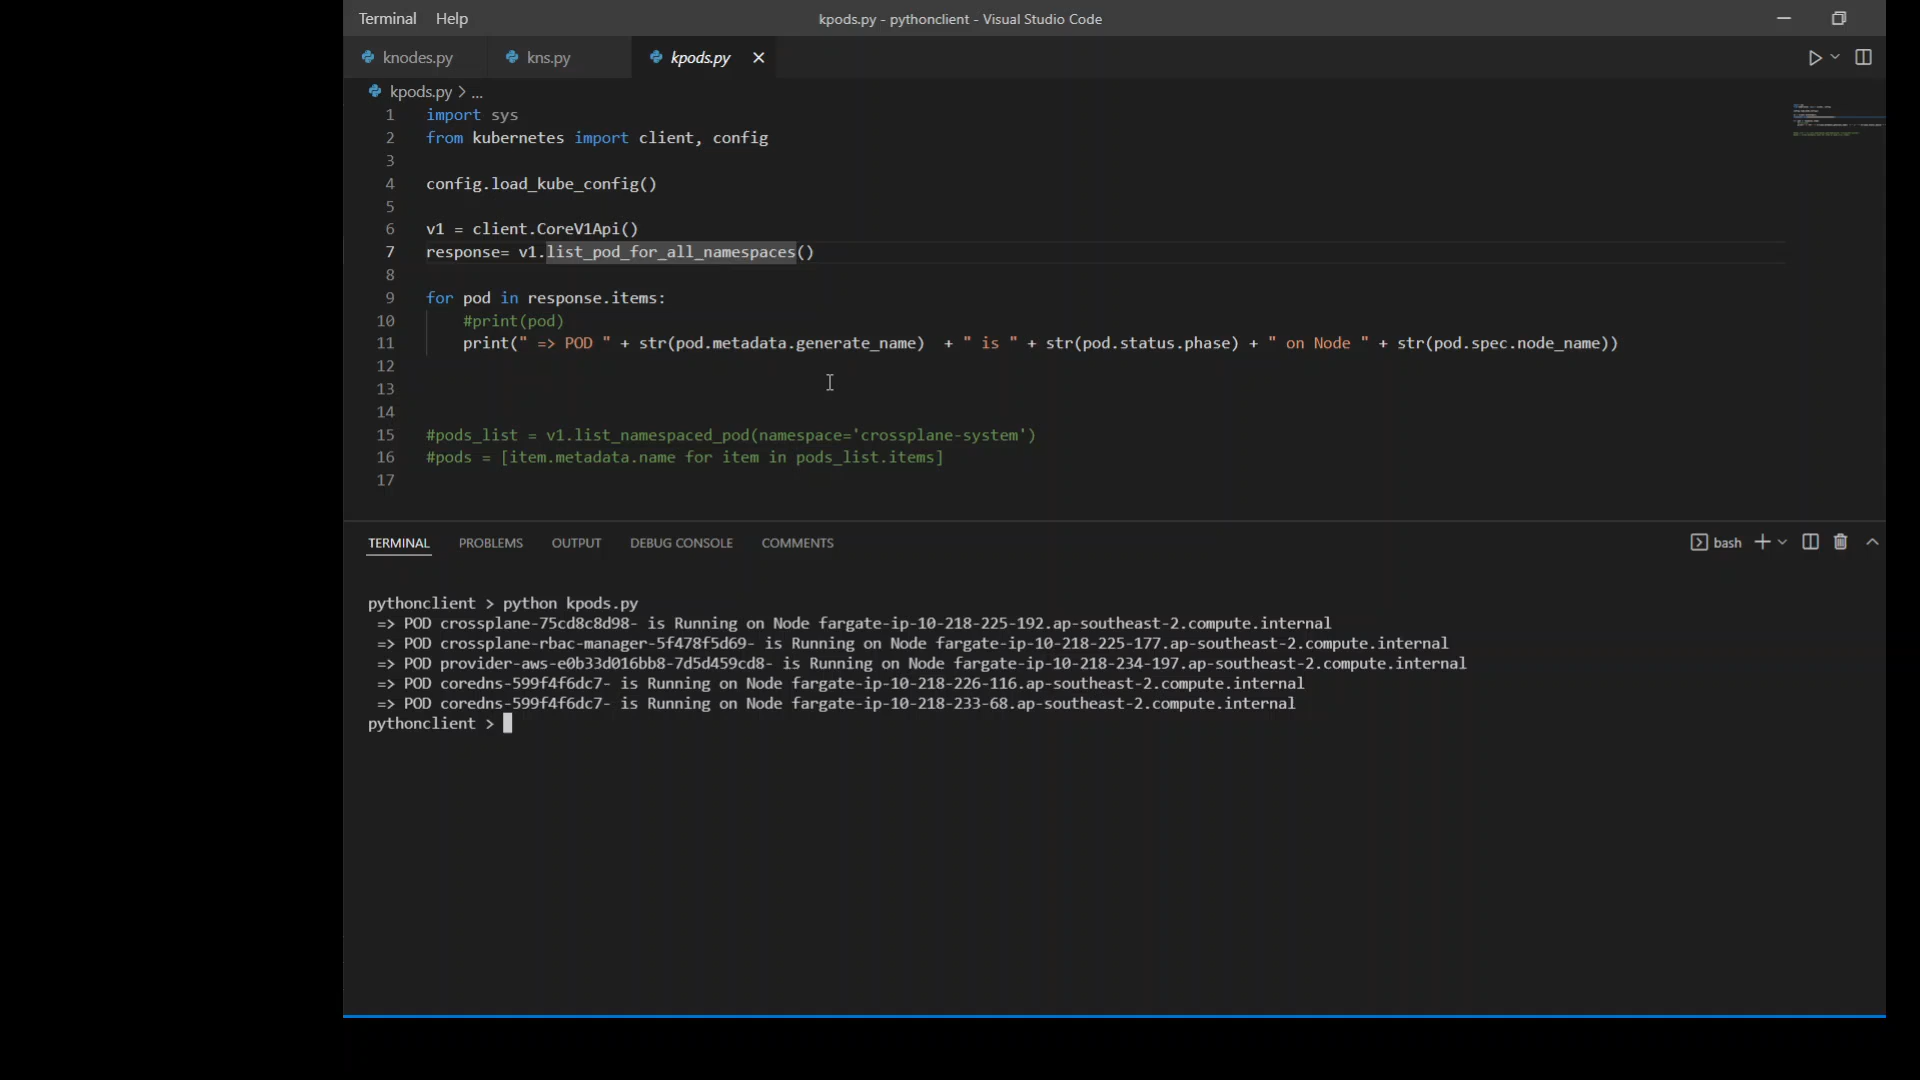 Terminal Help kpods.py - pythonclient - Visual Studio Code
knodes.py kns.py kpods.py
kpods.py > ...
1 import sys
2 from kubernetes import client, config
3
4 config.load_kube_config()
5
6 v1 = client.CoreV1Api()
7 response= v1.list_pod_for_all_namespaces()
8
9 for pod in response.items:
10 #print(pod)
11 print(" => POD " + str(pod.metadata.generate_name)  + " is " + str(pod.status.phase) + " on Node " + str(pod.spec.node_name))
12
13
14
15 #pods_list = v1.list_namespaced_pod(namespace='crossplane-system')
16 #pods = [item.metadata.name for item in pods_list.items]
17
TERMINAL PROBLEMS OUTPUT DEBUG CONSOLE COMMENTS bash
pythonclient > python kpods.py
=> POD crossplane-75cd8c8d98- is Running on Node fargate-ip-10-218-225-192.ap-southeast-2.compute.internal
=> POD crossplane-rbac-manager-5f478f5d69- is Running on Node fargate-ip-10-218-225-177.ap-southeast-2.compute.internal
=> POD provider-aws-e0b33d016bb8-7d5d459cd8- is Running on Node fargate-ip-10-218-234-197.ap-southeast-2.compute.internal
=> POD coredns-599f4f6dc7- is Running on Node fargate-ip-10-218-226-116.ap-southeast-2.compute.internal
=> POD coredns-599f4f6dc7- is Running on Node fargate-ip-10-218-233-68.ap-southeast-2.compute.internal
pythonclient >